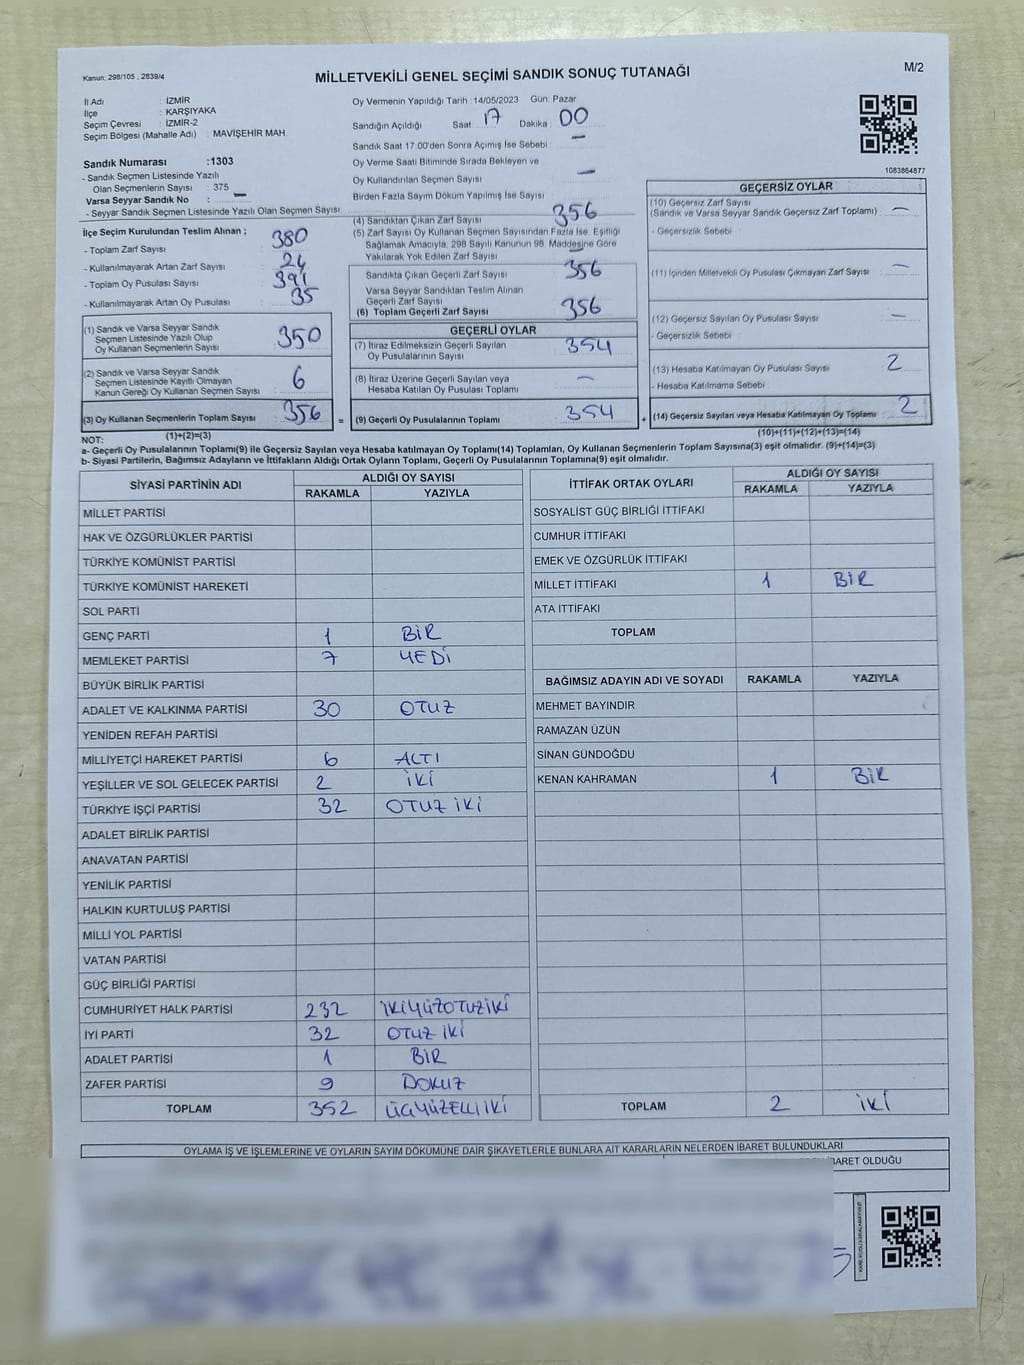 Kanun: 298/105 , 2839/4
MİLLETVEKİLİ GENEL SEÇİMİ SANDIK SONUÇ TUTANAĞI
M/2
İl Adı : İZMİR
İlçe : KARŞIYAKA
Seçim Çevresi : İZMİR-2
Seçim Bölgesi (Mahalle Adı) : MAVİŞEHİR MAH.
Oy Vermenin Yapıldığı Tarih : 14/05/2023 Gün: Pazar
Sandığın Açıldığı Saat 17 Dakika 00
Sandık Saat 17:00'den Sonra Açımış İse Sebebi : —
Oy Verme Saati Bitiminde Sırada Bekleyen ve
Oy Kullandırılan Seçmen Sayısı —
Birden Fazla Sayım Döküm Yapılmış İse Sayısı
1083864877
Sandık Numarası :1303
- Sandık Seçmen Listesinde Yazılı
Olan Seçmenlerin Sayısı : 375
Varsa Seyyar Sandık No : —
- Seyyar Sandık Seçmen Listesinde Yazılı Olan Seçmen Sayısı
İlçe Seçim Kurulundan Teslim Alınan ;
- Toplam Zarf Sayısı 380
- Kullanılmayarak Artan Zarf Sayısı 24
- Toplam Oy Pusulası Sayısı 391
- Kullanılmayarak Artan Oy Pusulası 35
(1) Sandık ve Varsa Seyyar Sandık
Seçmen Listesinde Yazılı Olup
Oy Kullanan Seçmenlerin Sayısı 350
(2) Sandık ve Varsa Seyyar Sandık
Seçmen Listesinde Kayıtlı Olmayan
Kanun Gereği Oy Kullanan Seçmen Sayısı 6
(3) Oy Kullanan Seçmenlerin Toplam Sayısı 356 =
(1)+(2)=(3)
(4) Sandıktan Çıkan Zarf Sayısı 356
(5) Zarf Sayısı Oy Kullanan Seçmen Sayısından Fazla İse, Eşitliği
Sağlamak Amacıyla, 298 Sayılı Kanunun 98. Maddesine Göre
Yakılarak Yok Edilen Zarf Sayısı —
Sandıkta Çıkan Geçerli Zarf Sayısı 356
Varsa Seyyar Sandıktan Teslim Alınan
Geçerli Zarf Sayısı
(6) Toplam Geçerli Zarf Sayısı 356
GEÇERLİ OYLAR
(7) İtiraz Edilmeksizin Geçerli Sayılan
Oy Pusulalarının Sayısı 354
(8) İtiraz Üzerine Geçerli Sayılan veya
Hesaba Katılan Oy Pusulalarının Toplamı —
(9) Geçerli Oy Pusulalarının Toplamı 354 +
GEÇERSİZ OYLAR
(10) Geçersiz Zarf Sayısı
(Sandık ve Varsa Seyyar Sandık Geçersiz Zarf Toplamı) —
- Geçersizlik Sebebi :
(11) İçinden Milletvekili Oy Pusulası Çıkmayan Zarf Sayısı —
(12) Geçersiz Sayılan Oy Pusulası Sayısı —
- Geçersizlik Sebebi
(13) Hesaba Katılmayan Oy Pusulası Sayısı 2
- Hesaba Katılmama Sebebi
(14) Geçersiz Sayılan veya Hesaba Katılmayan Oy Toplamı 2
(10)+(11)+(12)+(13)=(14)
NOT:
a- Geçerli Oy Pusulalarının Toplamı(9) ile Geçersiz Sayılan veya Hesaba katılmayan Oy Toplamı(14) Toplamları, Oy Kullanan Seçmenlerin Toplam Sayısına(3) eşit olmalıdır. (9)+(14)=(3)
b- Siyasi Partilerin, Bağımsız Adayların ve İttifakların Aldığı Ortak Oyların Toplamı, Geçerli Oy Pusulalarının Toplamına(9) eşit olmalıdır.
SİYASİ PARTİNİN ADI ALDIĞI OY SAYISI
RAKAMLA YAZIYLA
MİLLET PARTİSİ
HAK VE ÖZGÜRLÜKLER PARTİSİ
TÜRKİYE KOMÜNİST PARTİSİ
TÜRKİYE KOMÜNİST HAREKETİ
SOL PARTİ
GENÇ PARTİ 1 BİR
MEMLEKET PARTİSİ 7 YEDİ
BÜYÜK BİRLİK PARTİSİ
ADALET VE KALKINMA PARTİSİ 30 OTUZ
YENİDEN REFAH PARTİSİ
MİLLİYETÇİ HAREKET PARTİSİ 6 ALTI
YEŞİLLER VE SOL GELECEK PARTİSİ 2 İKİ
TÜRKİYE İŞÇİ PARTİSİ 32 OTUZ İKİ
ADALET BİRLİK PARTİSİ
ANAVATAN PARTİSİ
YENİLİK PARTİSİ
HALKIN KURTULUŞ PARTİSİ
MİLLİ YOL PARTİSİ
VATAN PARTİSİ
GÜÇ BİRLİĞİ PARTİSİ
CUMHURİYET HALK PARTİSİ 232 İKİYÜZOTUZİKİ
İYİ PARTİ 32 OTUZ İKİ
ADALET PARTİSİ 1 BİR
ZAFER PARTİSİ 9 DOKUZ
TOPLAM 352 ÜÇYÜZELLİİKİ
İTTİFAK ORTAK OYLARI ALDIĞI OY SAYISI
RAKAMLA YAZIYLA
SOSYALİST GÜÇ BİRLİĞİ İTTİFAKI
CUMHUR İTTİFAKI
EMEK VE ÖZGÜRLÜK İTTİFAKI
MİLLET İTTİFAKI 1 BİR
ATA İTTİFAKI
TOPLAM
BAĞIMSIZ ADAYIN ADI VE SOYADI RAKAMLA YAZIYLA
MEHMET BAYINDIR
RAMAZAN ÜZÜN
SİNAN GÜNDOĞDU
KENAN KAHRAMAN 1 BİR
TOPLAM 2 İKİ
OYLAMA İŞ VE İŞLEMLERİNE VE OYLARIN SAYIM DÖKÜMÜNE DAİR ŞİKAYETLERLE BUNLARA AİT KARARLARIN NELERDEN İBARET BULUNDUKLARI
İBARET OLDUĞU